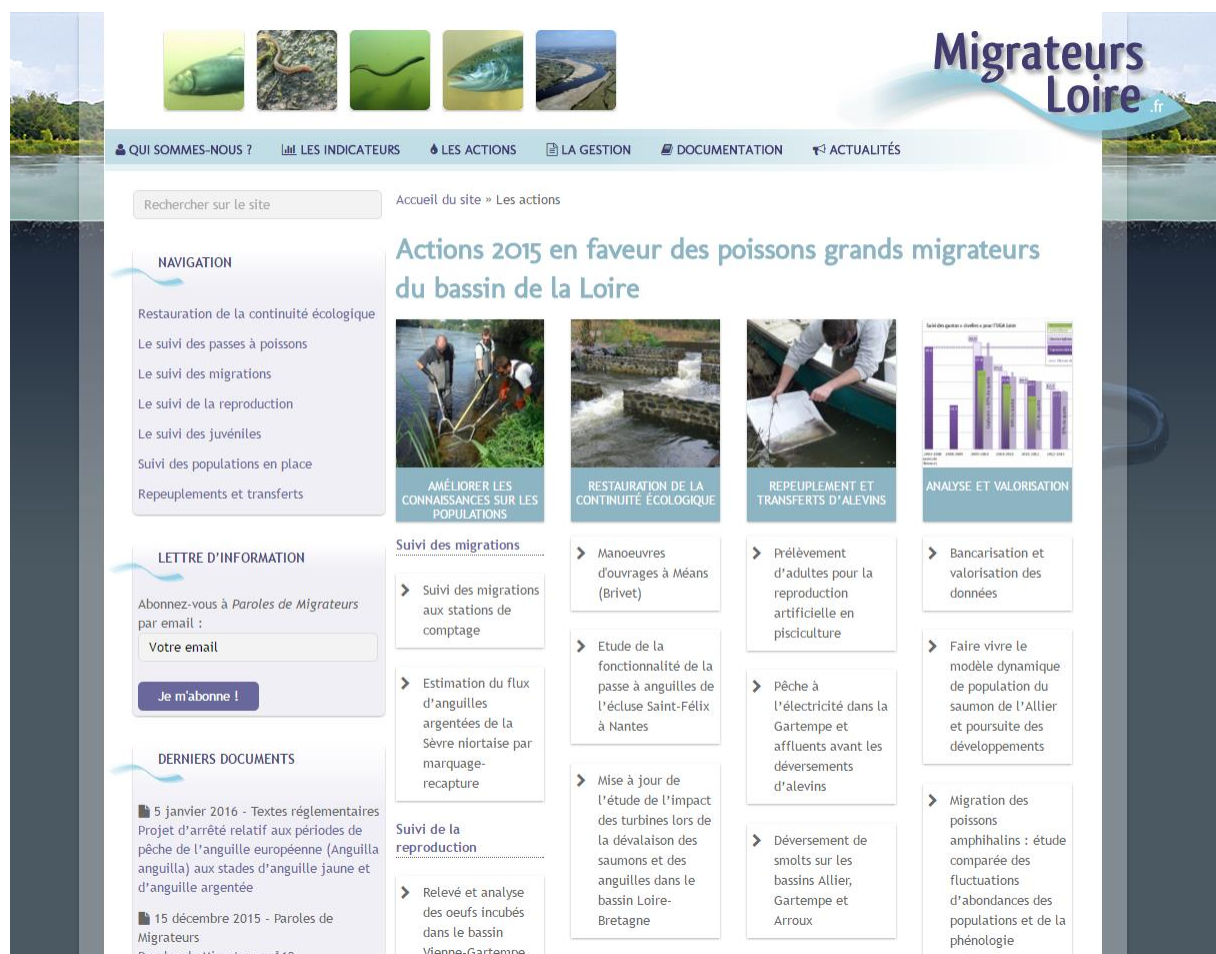 Migrateurs
Loire .fr
QUI SOMMES-NOUS ?
LES INDICATEURS
LES ACTIONS
LA GESTION
DOCUMENTATION
ACTUALITÉS
Rechercher sur le site
NAVIGATION
Restauration de la continuité écologique
Le suivi des passes à poissons
Le suivi des migrations
Le suivi de la reproduction
Le suivi des juvéniles
Suivi des populations en place
Repeuplements et transferts
LETTRE D'INFORMATION
Abonnez-vous à Paroles de Migrateurs
par email :
Votre email
Je m'abonne !
DERNIERS DOCUMENTS
5 janvier 2016 - Textes réglementaires
Projet d'arrêté relatif aux périodes de
pêche de l'anguille européenne (Anguilla
anguilla) aux stades d'anguille jaune et
d'anguille argentée
15 décembre 2015 - Paroles de
Migrateurs
Accueil du site » Les actions
Actions 2015 en faveur des poissons grands migrateurs
du bassin de la Loire
AMÉLIORER LES
CONNAISSANCES SUR LES
POPULATIONS
Suivi des migrations
Suivi des migrations
aux stations de
comptage
Estimation du flux
d'anguilles
argentées de la
Sèvre niortaise par
marquage-
recapture
Suivi de la
reproduction
Relevé et analyse
des oeufs incubés
dans le bassin
Vienne-Gartempe
RESTAURATION DE LA
CONTINUITÉ ÉCOLOGIQUE
Manoeuvres
d'ouvrages à Méans
(Brivet)
Etude de la
fonctionnalité de la
passe à anguilles de
l'écluse Saint-Félix
à Nantes
Mise à jour de
l'étude de l'impact
des turbines lors de
la dévalaison des
saumons et des
anguilles dans le
bassin Loire-
Bretagne
REPEUPLEMENT ET
TRANSFERTS D'ALEVINS
Prélèvement
d'adultes pour la
reproduction
artificielle en
pisciculture
Pêche à
l'électricité dans la
Gartempe et
affluents avant les
déversements
d'alevins
Déversement de
smolts sur les
bassins Allier,
Gartempe et
Arroux
Suivi des quotas « civelles » pour l'UGA Loire
ANALYSE ET VALORISATION
Bancarisation et
valorisation des
données
Faire vivre le
modèle dynamique
de population du
saumon de l'Allier
et poursuite des
développements
Migration des
poissons
amphihalins : étude
comparée des
fluctuations
d'abondances des
populations et de la
phénologie